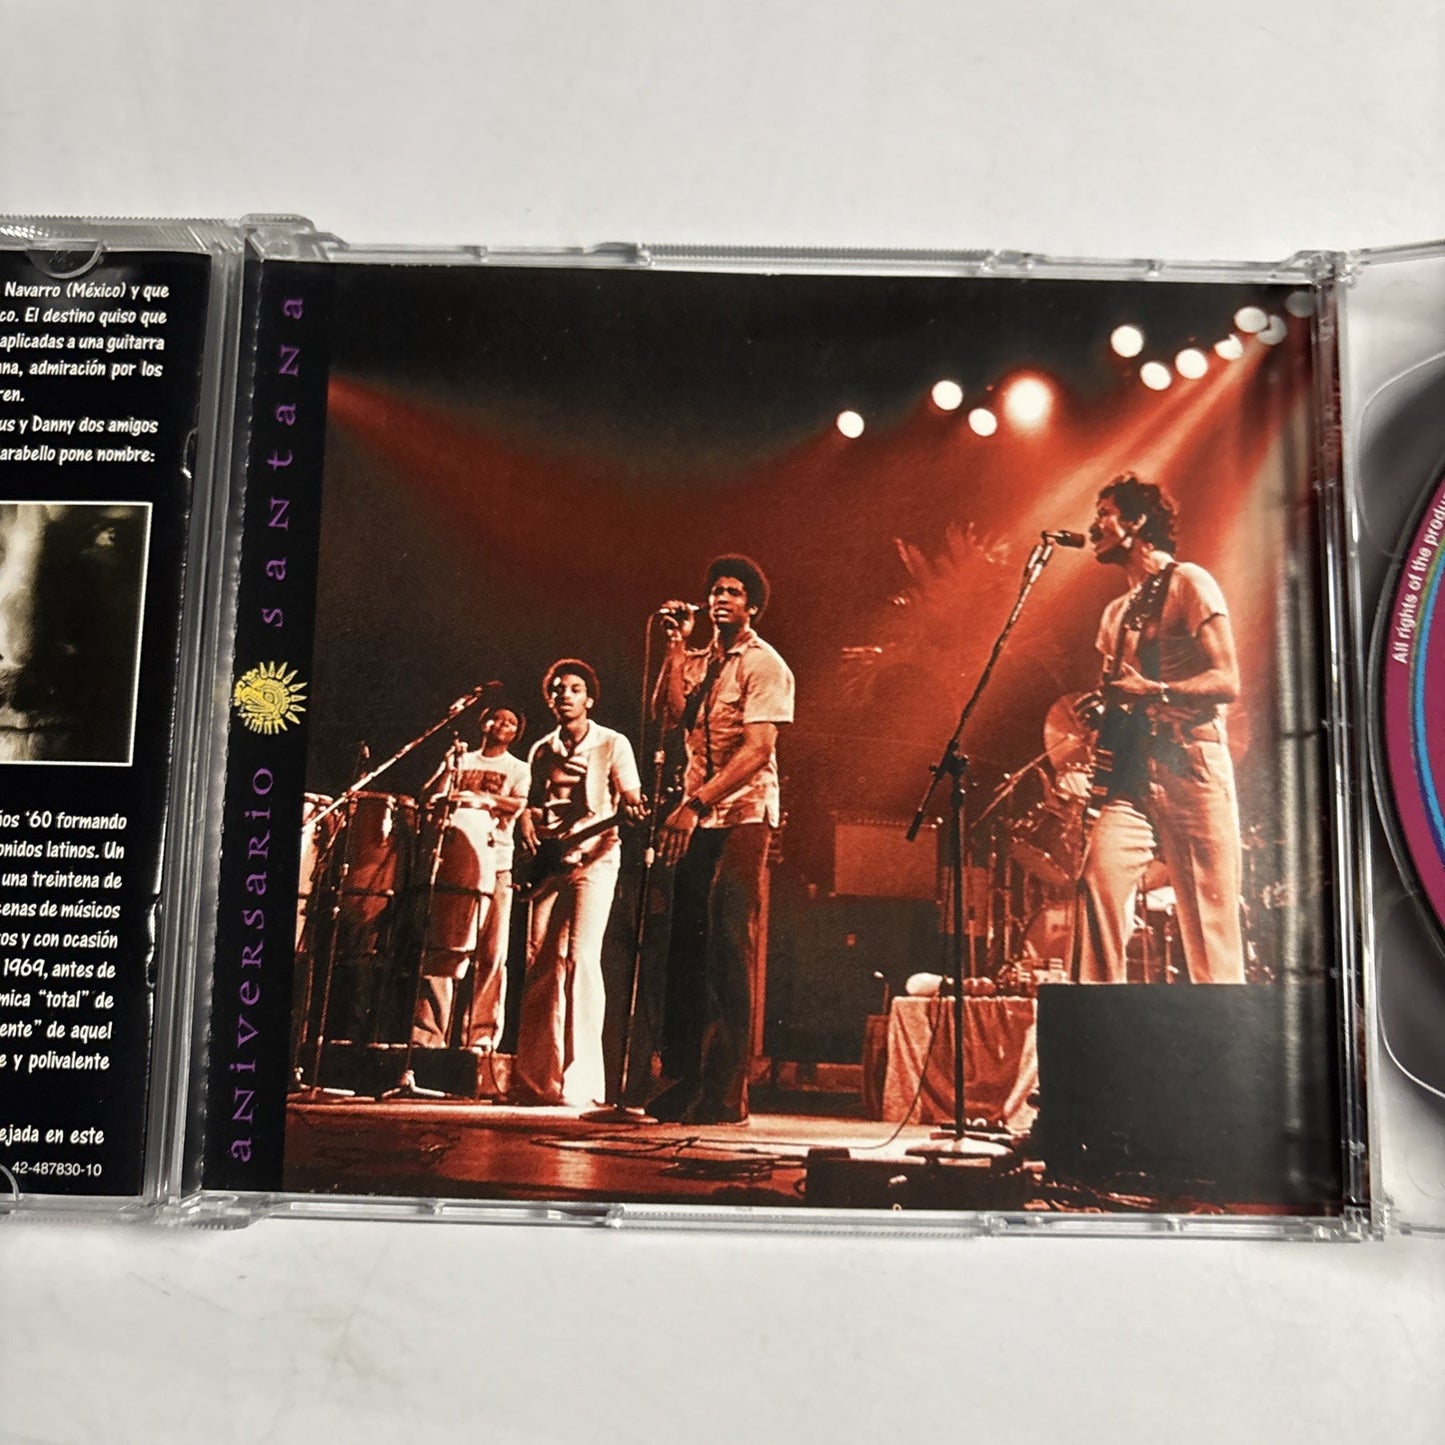 Navarro (México) y que
co. El destino quiso que
aplicadas a una guitarra
na, admiración por los
ren.
us y Danny dos amigos
arabello pone nombre:
ios '60 formando
onidos latinos. Un
una treintena de
cenas de músicos
os y con ocasión
1969, antes de
mica "total" de
ente" de aquel
e y polivalente
ejada en este
42-487830-10
aNiversario santana
All rights of the produ